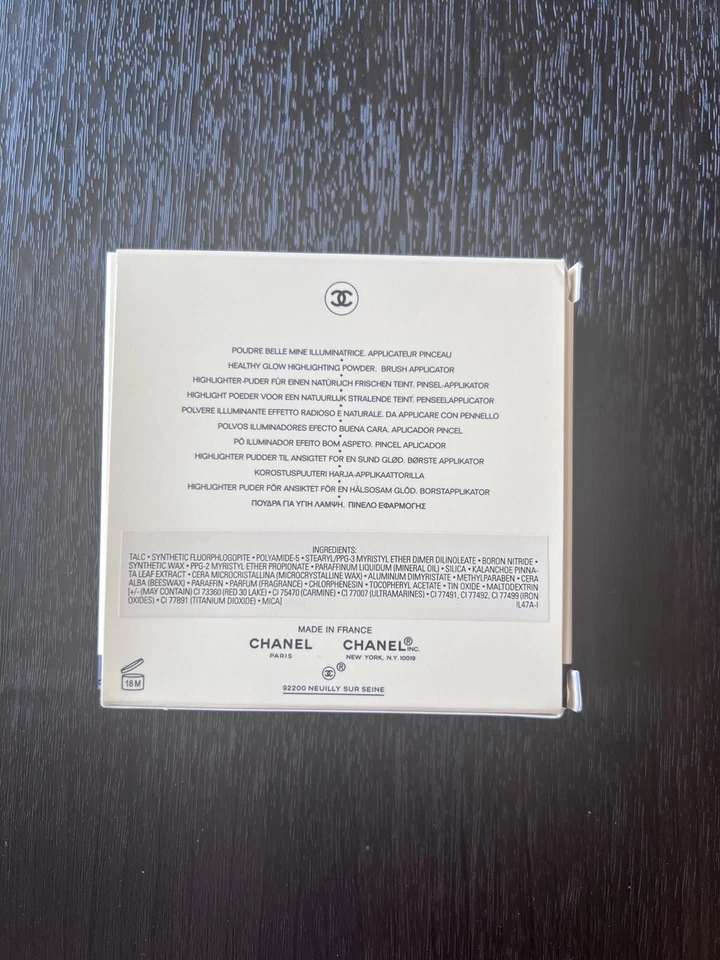 POUDRE BELLE MINE ILLUMINATRICE. APPLICATEUR PINCEAU
•
HEALTHY GLOW HIGHLIGHTING POWDER. BRUSH APPLICATOR
•
HIGHLIGHTER-PUDER FÜR EINEN NATÜRLICH FRISCHEN TEINT. PINSEL-APPLIKATOR
•
HIGHLIGHT POEDER VOOR EEN NATUURLIJK STRALENDE TEINT. PENSEELAPPLICATOR
•
POLVERE ILLUMINANTE EFFETTO RADIOSO E NATURALE. DA APPLICARE CON PENNELLO
•
POLVOS ILUMINADORES EFECTO BUENA CARA. APLICADOR PINCEL
•
PÓ ILUMINADOR EFEITO BOM ASPETO. PINCEL APLICADOR
•
HIGHLIGHTER PUDDER TIL ANSIGTET FOR EN SUND GLØD. BØRSTE APPLIKATOR
•
KOROSTUSPUUTERI HARJA-APPLIKAATTORILLA
•
HIGHLIGHTER PUDER FÖR ANSIKTET FÖR EN HÄLSOSAM GLÖD. BORSTAPPLIKATOR
•
ΠΟΥΔΡΑ ΓΙΑ ΥΓΙΗ ΛΑΜΨΗ. ΠΙΝΕΛΟ ΕΦΑΡΜΟΓΗΣ
INGREDIENTS:
TALC • SYNTHETIC FLUORPHLOGOPITE • POLYAMIDE-5 • STEARYL/PPG-3 MYRISTYL ETHER DIMER DILINOLEATE • BORON NITRIDE •
SYNTHETIC WAX • PPG-2 MYRISTYL ETHER PROPIONATE • PARAFFINUM LIQUIDUM (MINERAL OIL) • SILICA • KALANCHOE PINNA-
TA LEAF EXTRACT • CERA MICROCRISTALLINA (MICROCRYSTALLINE WAX) • ALUMINUM DIMYRISTATE • METHYLPARABEN • CERA
ALBA (BEESWAX) • PARAFFIN • PARFUM (FRAGRANCE) • CHLORPHENESIN • TOCOPHERYL ACETATE • TIN OXIDE • MALTODEXTRIN
[+/- (MAY CONTAIN) CI 73360 (RED 30 LAKE) • CI 75470 (CARMINE) • CI 77007 (ULTRAMARINES) • CI 77491, CI 77492, CI 77499 (IRON
OXIDES) • CI 77891 (TITANIUM DIOXIDE) • MICA]
IL47A-I
MADE IN FRANCE
CHANEL CHANEL® INC.
PARIS NEW YORK, N.Y. 10019
®
18 M
92200 NEUILLY SUR SEINE